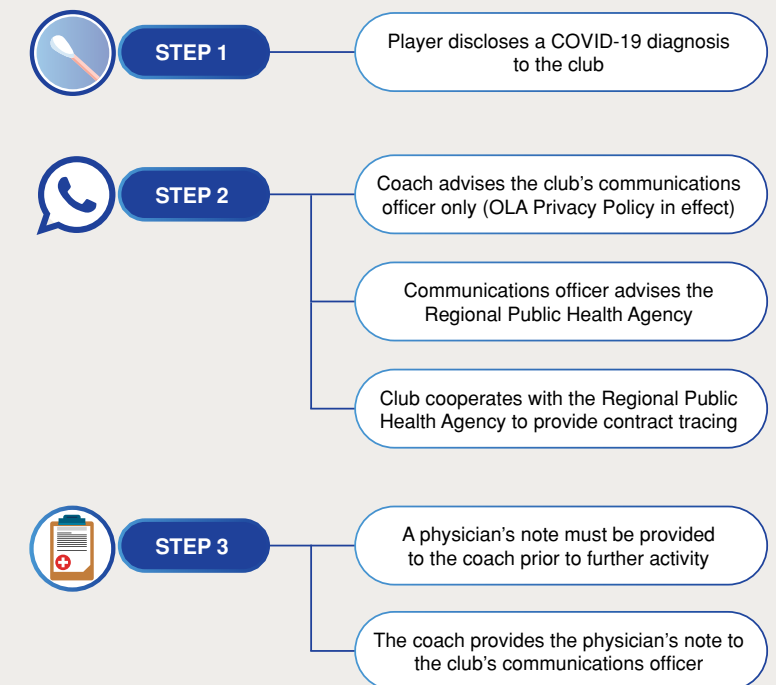 STEP 1
Player discloses a COVID-19 diagnosis
to the club
STEP 2
Coach advises the club's communications
officer only (OLA Privacy Policy in effect)
Communications officer advises the
Regional Public Health Agency
Club cooperates with the Regional Public
Health Agency to provide contract tracing
STEP 3
A physician's note must be provided
to the coach prior to further activity
The coach provides the physician's note to
the club's communications officer